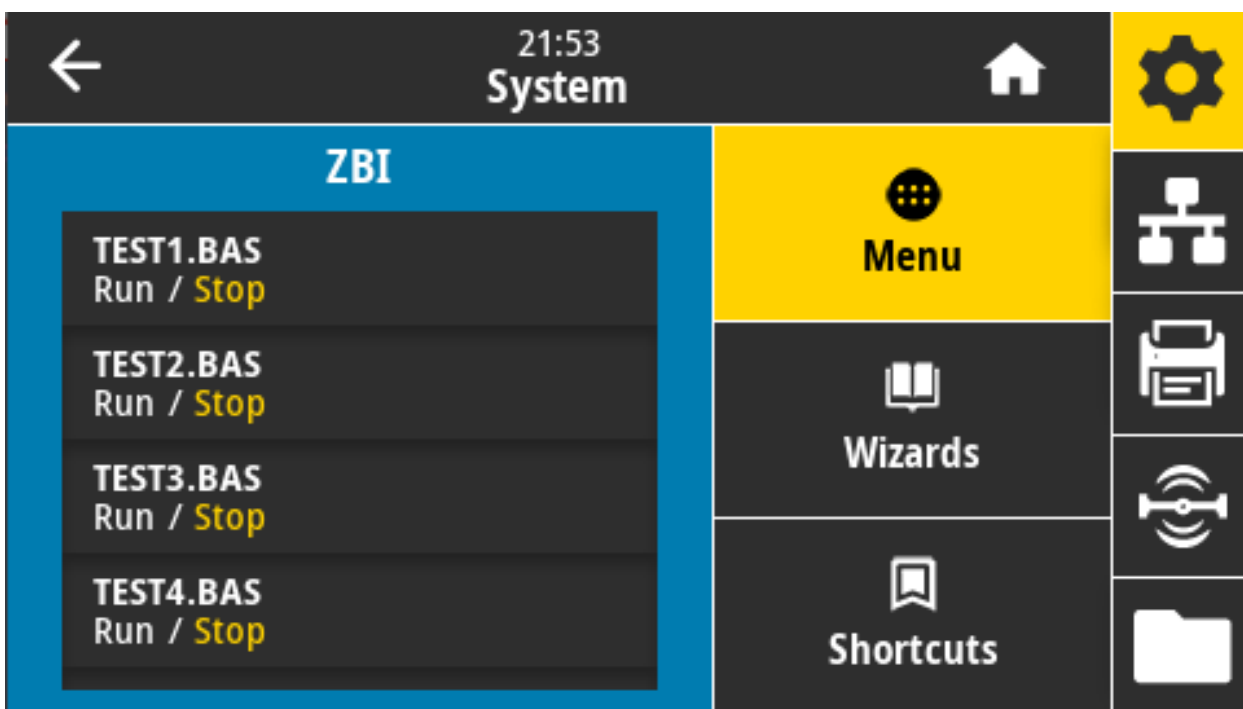 21:53
System
ZBI
TEST1.BAS
Run / Stop
TEST2.BAS
Run / Stop
TEST3.BAS
Run / Stop
TEST4.BAS
Run / Stop
Menu
Wizards
Shortcuts